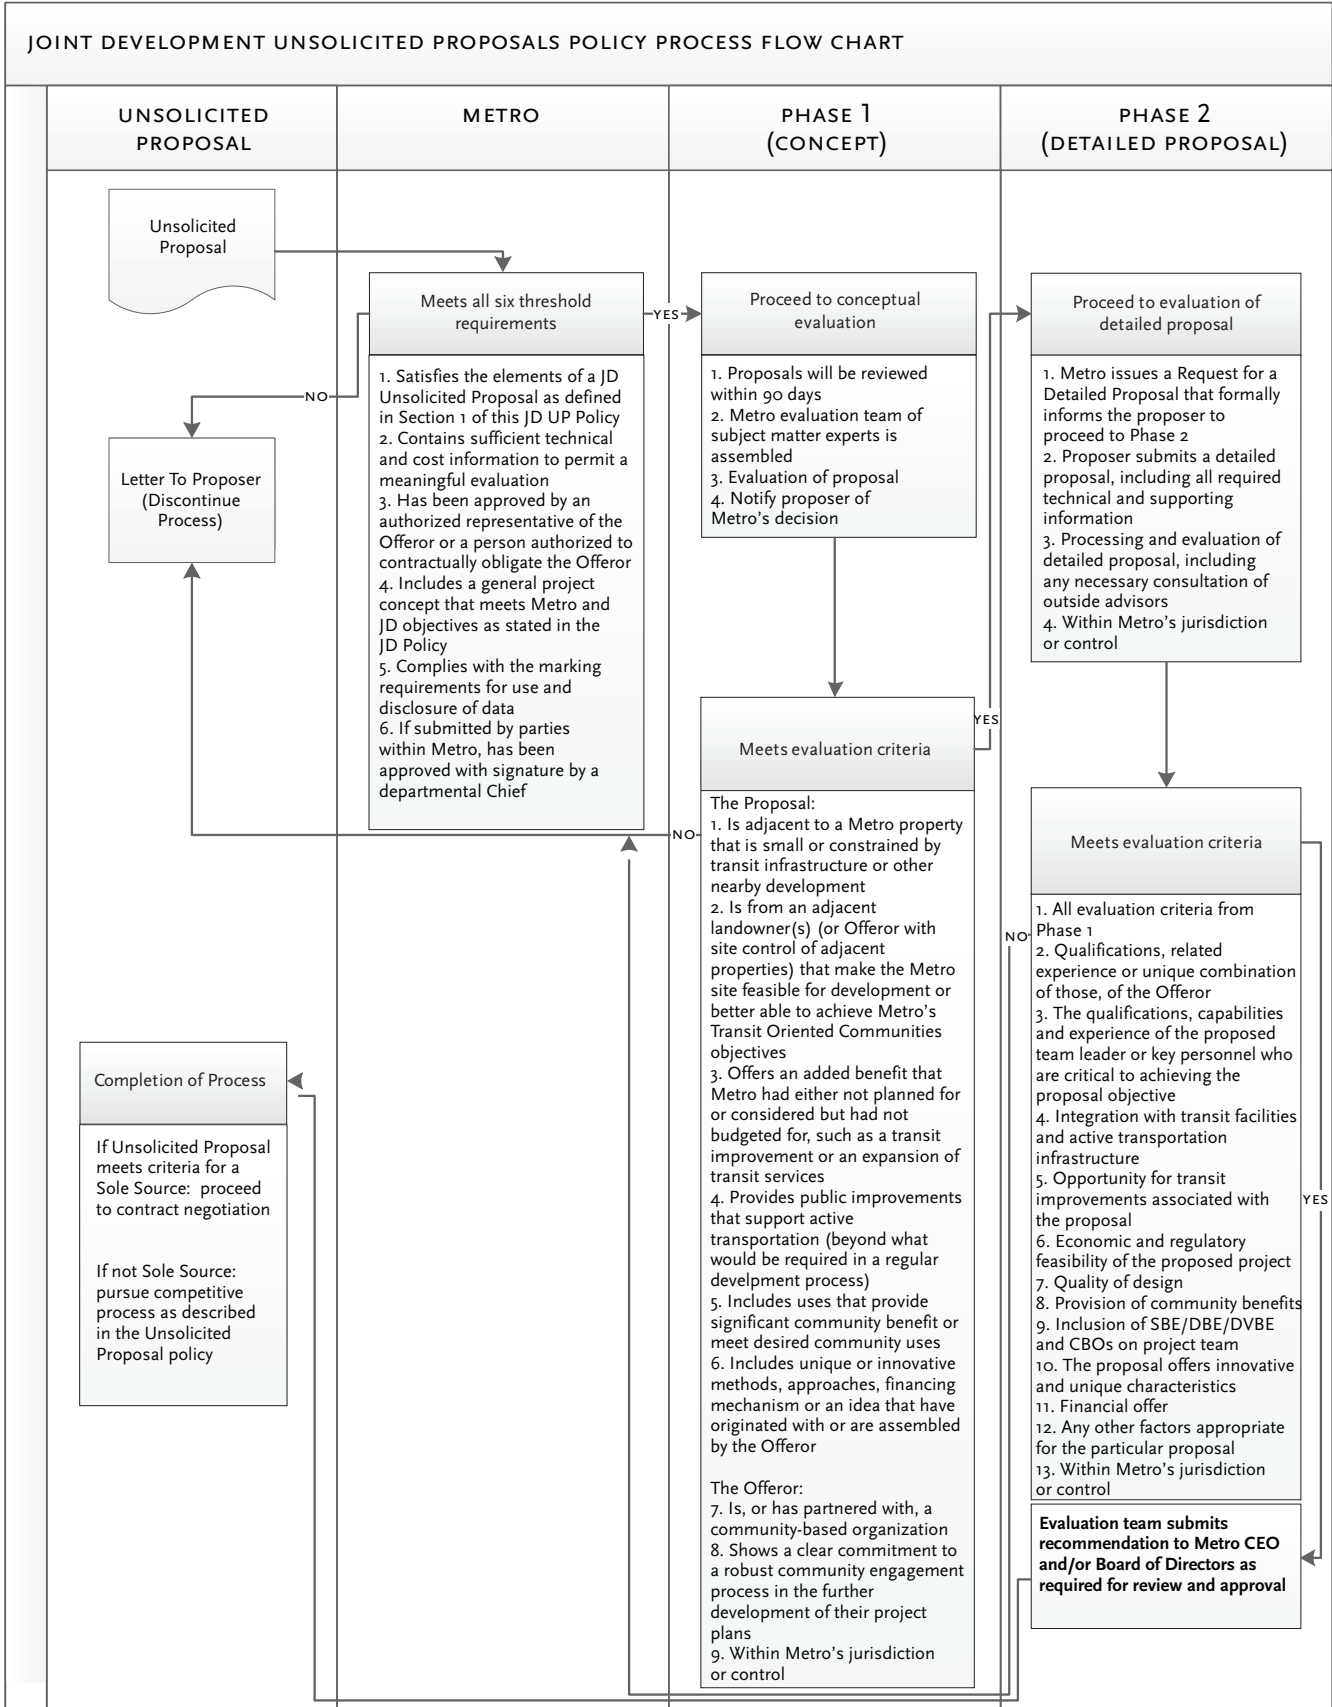 JOINT DEVELOPMENT UNSOLICITED PROPOSALS POLICY PROCESS FLOW CHART
UNSOLICITED
PROPOSAL
METRO
PHASE 1
(CONCEPT)
PHASE 2
(DETAILED PROPOSAL)
Unsolicited
Proposal
Letter To Proposer
(Discontinue
Process)
NO
Completion of Process
If Unsolicited Proposal
meets criteria for a
Sole Source: proceed
to contract negotiation
If not Sole Source:
pursue competitive
process as described
in the Unsolicited
Proposal policy
Meets all six threshold
requirements
1. Satisfies the elements of a JD
Unsolicited Proposal as defined
in Section 1 of this JD UP Policy
2. Contains sufficient technical
and cost information to permit a
meaningful evaluation
3. Has been approved by an
authorized representative of the
Offeror or a person authorized to
contractually obligate the Offeror
4. Includes a general project
concept that meets Metro and
JD objectives as stated in the
JD Policy
5. Complies with the marking
requirements for use and
disclosure of data
6. If submitted by parties
within Metro, has been
approved with signature by a
departmental Chief
YES
Proceed to conceptual
evaluation
1. Proposals will be reviewed
within 90 days
2. Metro evaluation team of
subject matter experts is
assembled
3. Evaluation of proposal
4. Notify proposer of
Metro's decision
YES
Meets evaluation criteria
NO
The Proposal:
1. Is adjacent to a Metro property
that is small or constrained by
transit infrastructure or other
nearby development
2. Is from an adjacent
landowner(s) (or Offeror with
site control of adjacent
properties) that make the Metro
site feasible for development or
better able to achieve Metro's
Transit Oriented Communities
objectives
3. Offers an added benefit that
Metro had either not planned for
or considered but had not
budgeted for, such as a transit
improvement or an expansion of
transit services
4. Provides public improvements
that support active
transportation (beyond what
would be required in a regular
develpment process)
5. Includes uses that provide
significant community benefit or
meet desired community uses
6. Includes unique or innovative
methods, approaches, financing
mechanism or an idea that have
originated with or are assembled
by the Offeror
The Offeror:
7. Is, or has partnered with, a
community-based organization
8. Shows a clear commitment to
a robust community engagement
process in the further
development of their project
plans
9. Within Metro's jurisdiction
or control
Proceed to evaluation of
detailed proposal
1. Metro issues a Request for a
Detailed Proposal that formally
informs the proposer to
proceed to Phase 2
2. Proposer submits a detailed
proposal, including all required
technical and supporting
information
3. Processing and evaluation of
detailed proposal, including
any necessary consultation of
outside advisors
4. Within Metro's jurisdiction
or control
Meets evaluation criteria
NO
1. All evaluation criteria from
Phase 1
2. Qualifications, related
experience or unique combination
of those, of the Offeror
3. The qualifications, capabilities
and experience of the proposed
team leader or key personnel who
are critical to achieving the
proposal objective
4. Integration with transit facilities
and active transportation
infrastructure
5. Opportunity for transit
improvements associated with
the proposal
6. Economic and regulatory
feasibility of the proposed project
7. Quality of design
8. Provision of community benefits
9. Inclusion of SBE/DBE/DVBE
and CBOs on project team
10. The proposal offers innovative
and unique characteristics
11. Financial offer
12. Any other factors appropriate
for the particular proposal
13. Within Metro's jurisdiction
or control
YES
Evaluation team submits
recommendation to Metro CEO
and/or Board of Directors as
required for review and approval